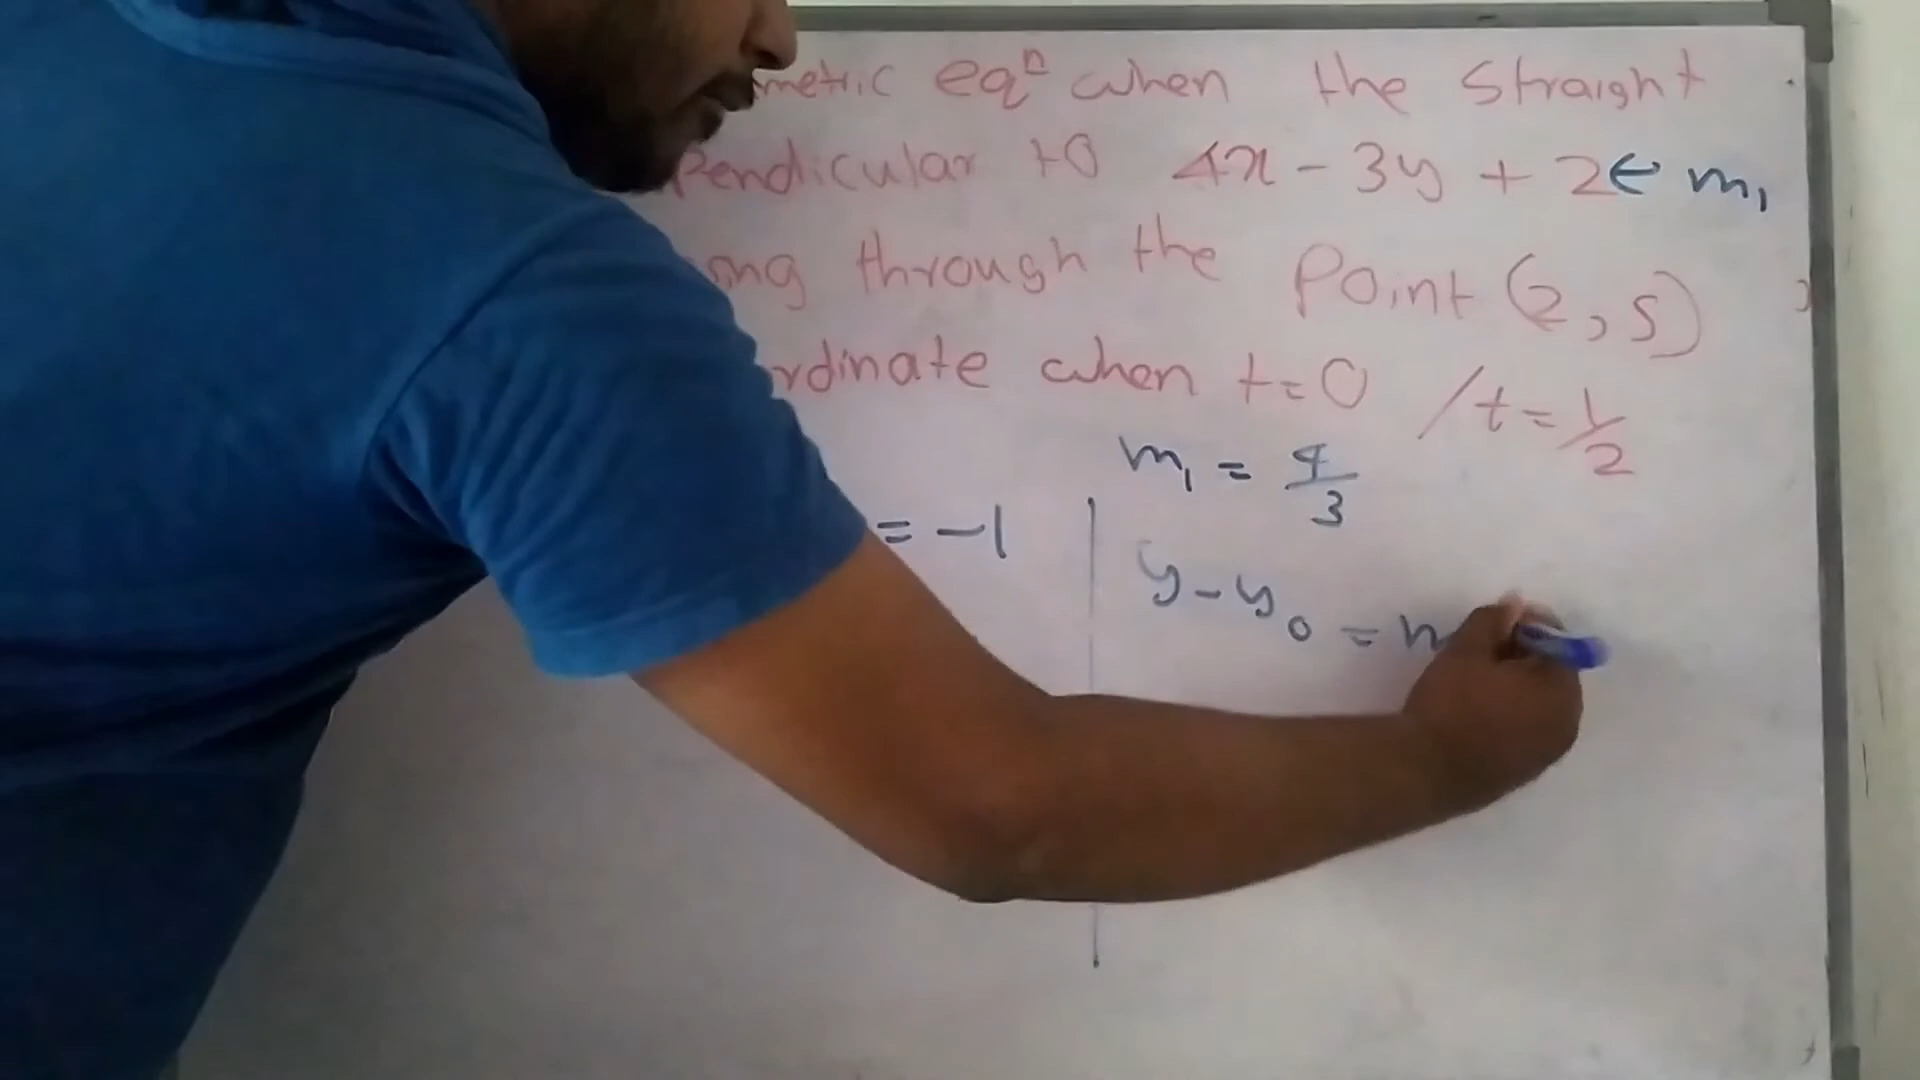 metric eqⁿ when the straight
Pendicular to 4x - 3y + 2 ← m₁
ing through the Point (2, 5)
rdinate when t=0 / t = 1/2
m₁ = 4/3
= -1
y - y₀ =